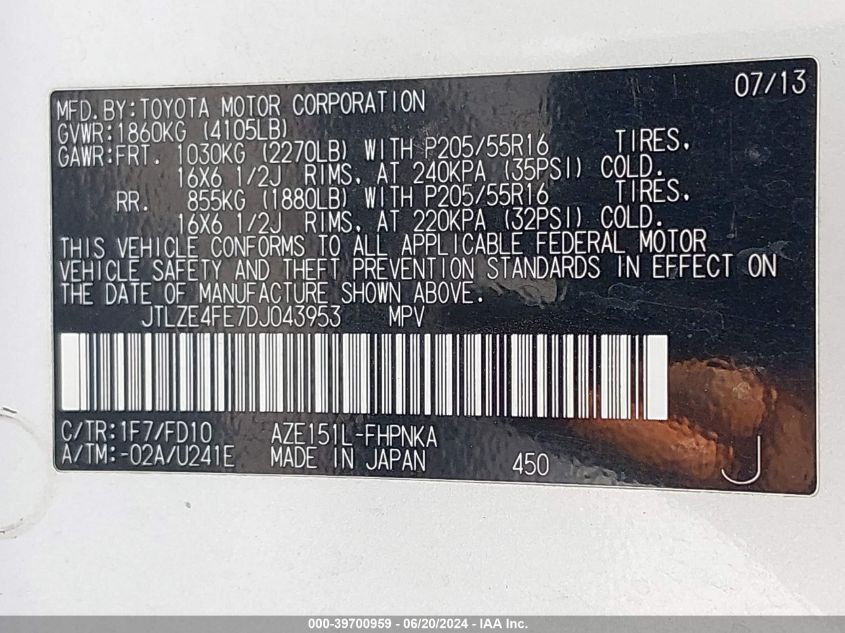 07/13
MFD.BY:TOYOTA MOTOR CORPORATION
GVWR:1860KG (4105LB)
GAWR:FRT. 1030KG (2270LB) WITH P205/55R16 TIRES,
16X6 1/2J RIMS, AT 240KPA (35PSI) COLD.
RR. 855KG (1880LB) WITH P205/55R16 TIRES,
16X6 1/2J RIMS, AT 220KPA (32PSI) COLD.
THIS VEHICLE CONFORMS TO ALL APPLICABLE FEDERAL MOTOR
VEHICLE SAFETY AND THEFT PREVENTION STANDARDS IN EFFECT ON
THE DATE OF MANUFACTURE SHOWN ABOVE.
JTLZE4FE7DJ043953 MPV
C/TR:1F7/FD10 AZE151L-FHPNKA
A/TM:-02A/U241E MADE IN JAPAN 450 J
000-39700959 - 06/20/2024 - IAA Inc.